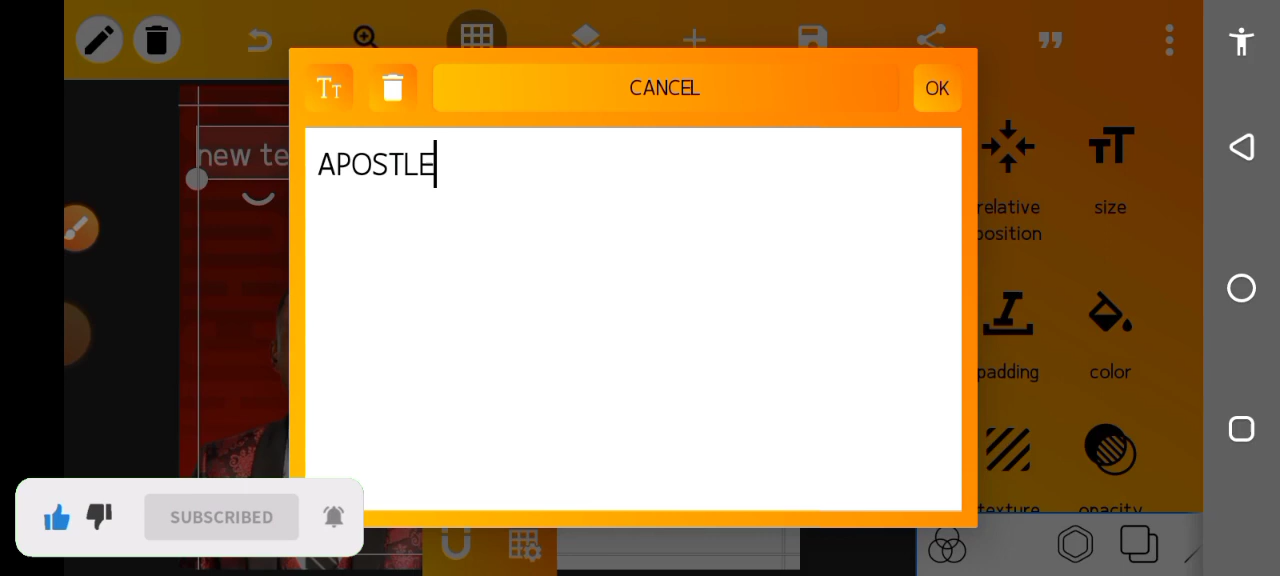 CANCEL
OK
APOSTLE
new te
relative
position
size
padding
color
texture
opacity
SUBSCRIBED